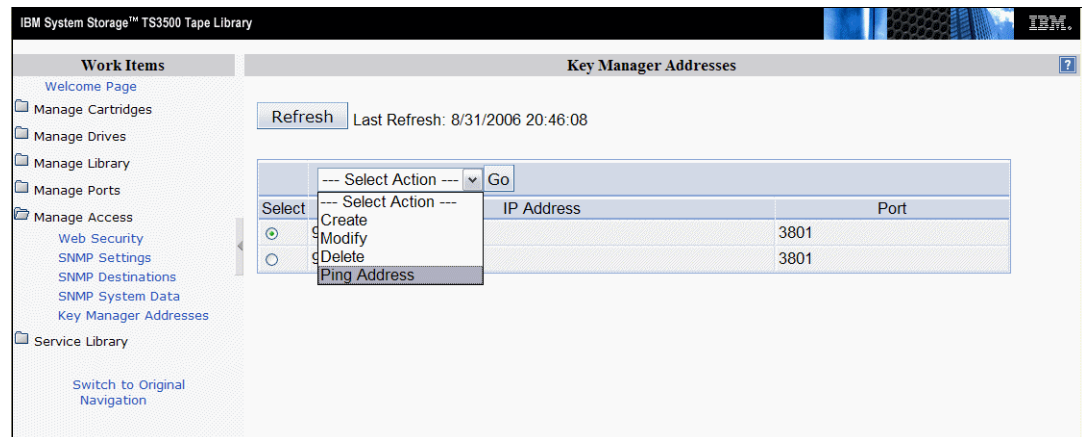 IBM System Storage™ TS3500 Tape Library
IBM.
Work Items
Welcome Page
Manage Cartridges
Manage Drives
Manage Library
Manage Ports
Manage Access
Web Security
SNMP Settings
SNMP Destinations
SNMP System Data
Key Manager Addresses
Service Library
Switch to Original
Navigation
Key Manager Addresses
?
Refresh Last Refresh: 8/31/2006 20:46:08
--- Select Action --- Go
--- Select Action ---
Create
Modify
Delete
Ping Address
Select IP Address Port
9 3801
9 3801